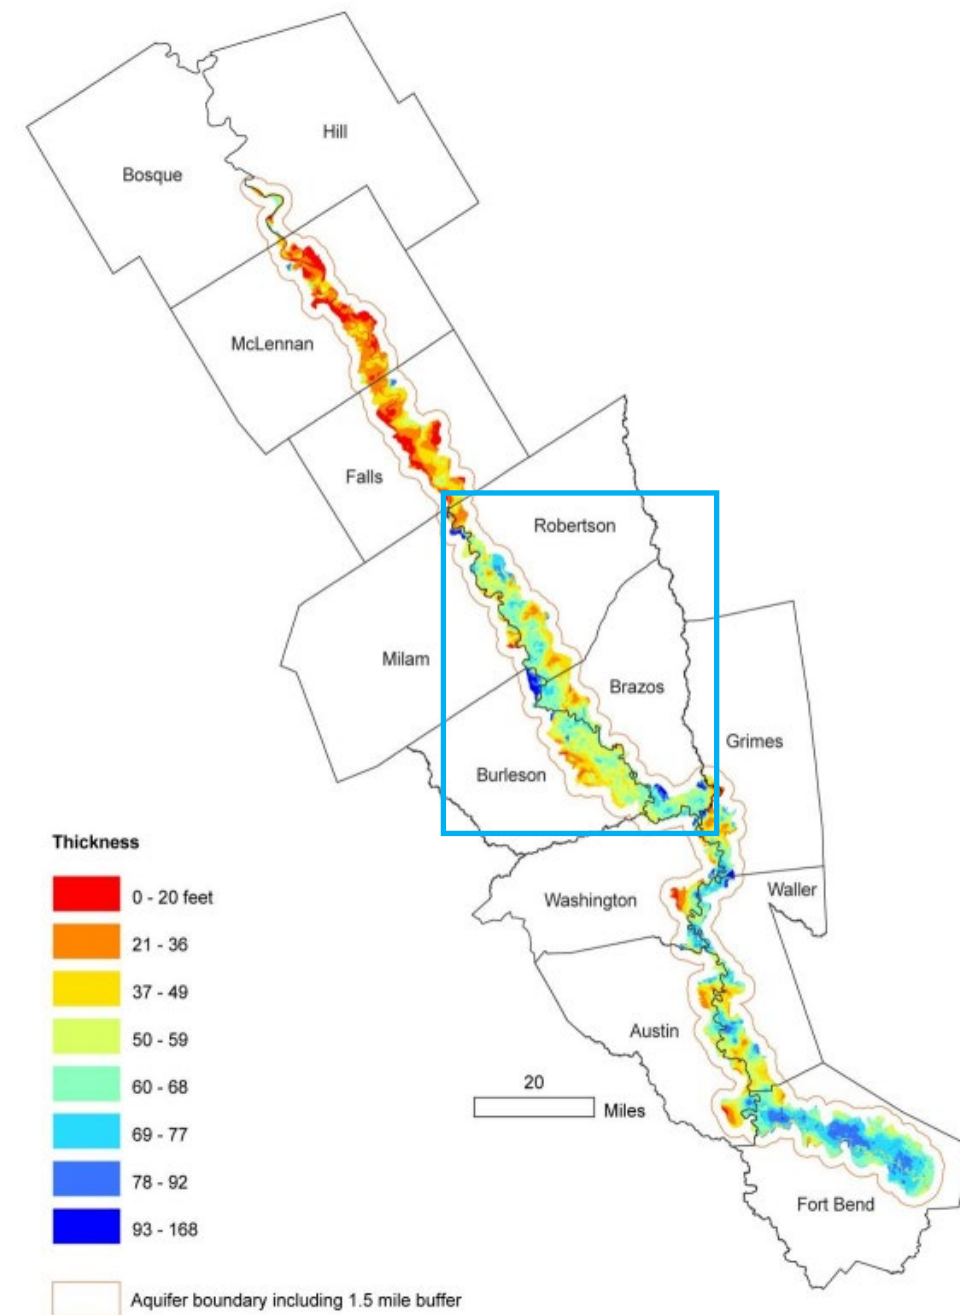 Hill
Bosque
McLennan
Falls
Robertson
Milam
Brazos
Grimes
Burleson
Thickness
Waller
Washington
0 - 20 feet
21 - 36
37 - 49
Austin
50 - 59
20
60 - 68
Miles
69 - 77
78 - 92
Fort Bend
93 - 168
Aquifer boundary including 1.5 mile buffer